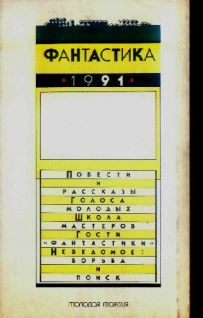 ФАНТАСТИКА
1991
ПОВЕСТИ
И
РАССКАЗЫ
ГОЛОСА
МОЛОДЫХ
ШКОЛА
МАСТЕРОВ
ГОСТИ
«ФАНТАСТИКИ»
НЕВЕДОМОЕ:
БОРЬБА
И
ПОИСК
МОЛОДАЯ ГВАРДИЯ